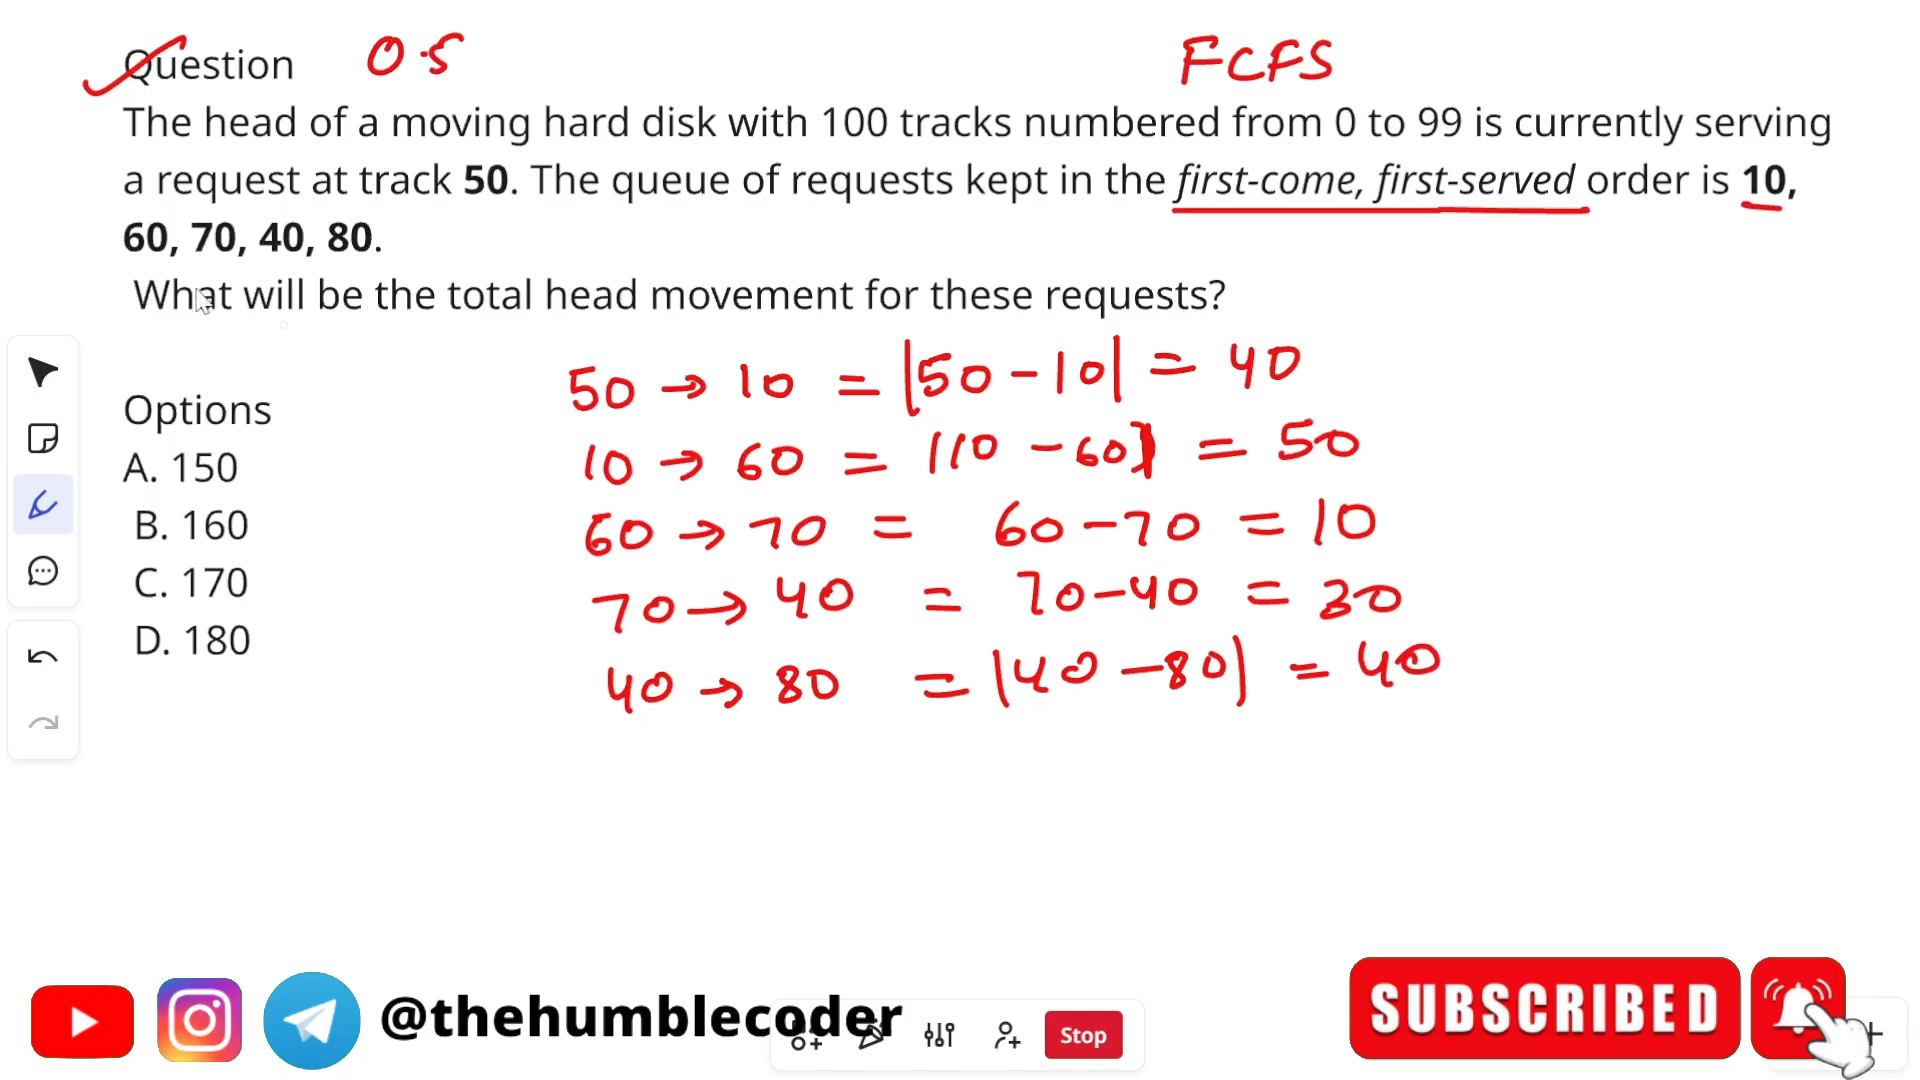 Question O.S FCFS
The head of a moving hard disk with 100 tracks numbered from 0 to 99 is currently serving
a request at track 50. The queue of requests kept in the first-come, first-served order is 10,
60, 70, 40, 80.
What will be the total head movement for these requests?
50 → 10 = |50 - 10| = 40
10 → 60 = |10 - 60| = 50
60 → 70 = 60 - 70 = 10
70 → 40 = 70 - 40 = 30
40 → 80 = |40 - 80| = 40
Options
A. 150
B. 160
C. 170
D. 180
@thehumblecoder
Stop
SUBSCRIBED